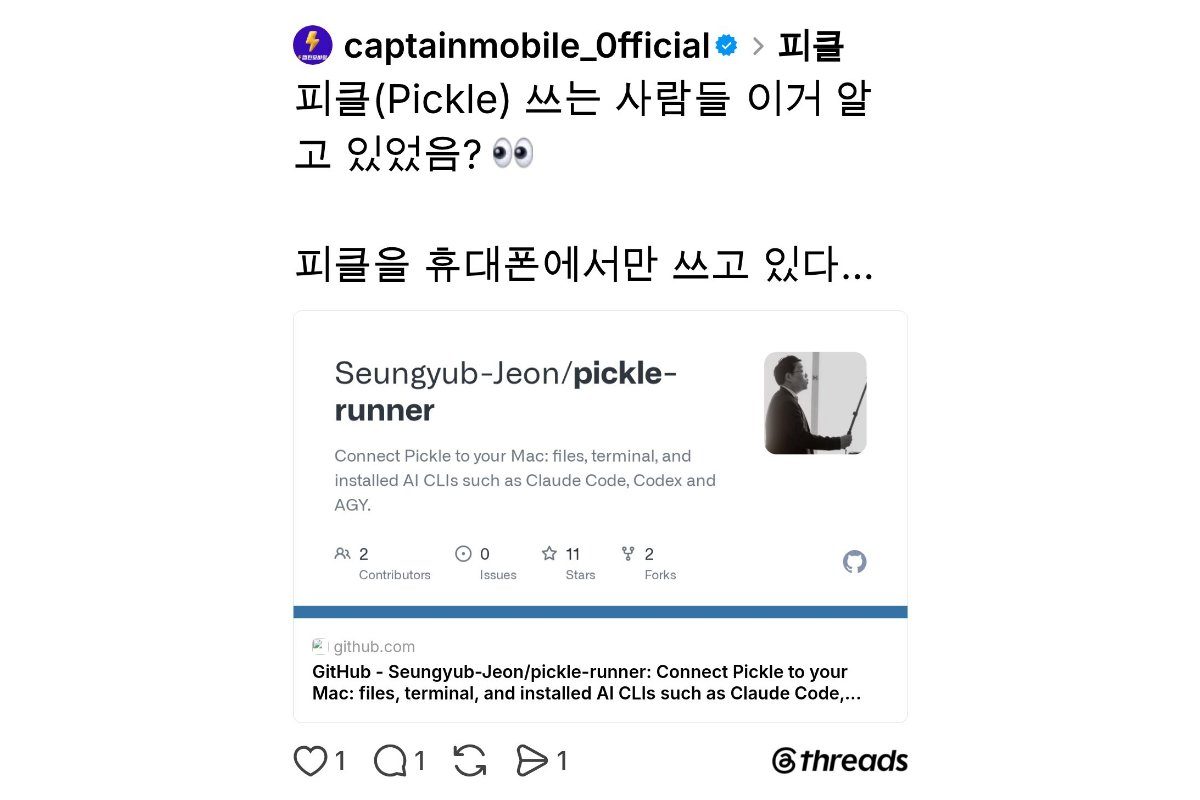 captainmobile_0fficial > 피클
피클(Pickle) 쓰는 사람들 이거 알
고 있었음? 👀
피클을 휴대폰에서만 쓰고 있다...
Seungyub-Jeon/pickle-
runner
Connect Pickle to your Mac: files, terminal, and
installed AI CLIs such as Claude Code, Codex and
AGY.
2 0 11 2
Contributors Issues Stars Forks
github.com
GitHub - Seungyub-Jeon/pickle-runner: Connect Pickle to your
Mac: files, terminal, and installed AI CLIs such as Claude Code,...
1 1 1 threads